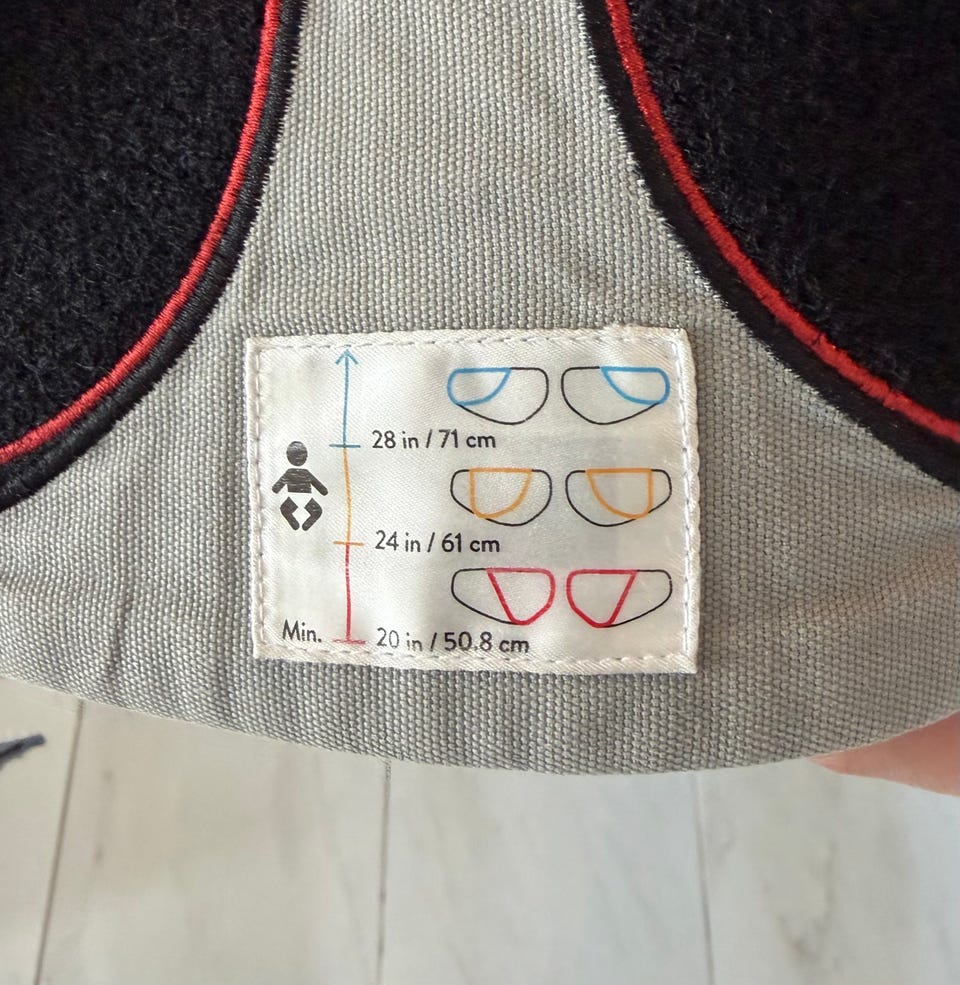 28 in / 71 cm
24 in / 61 cm
Min. 20 in / 50.8 cm